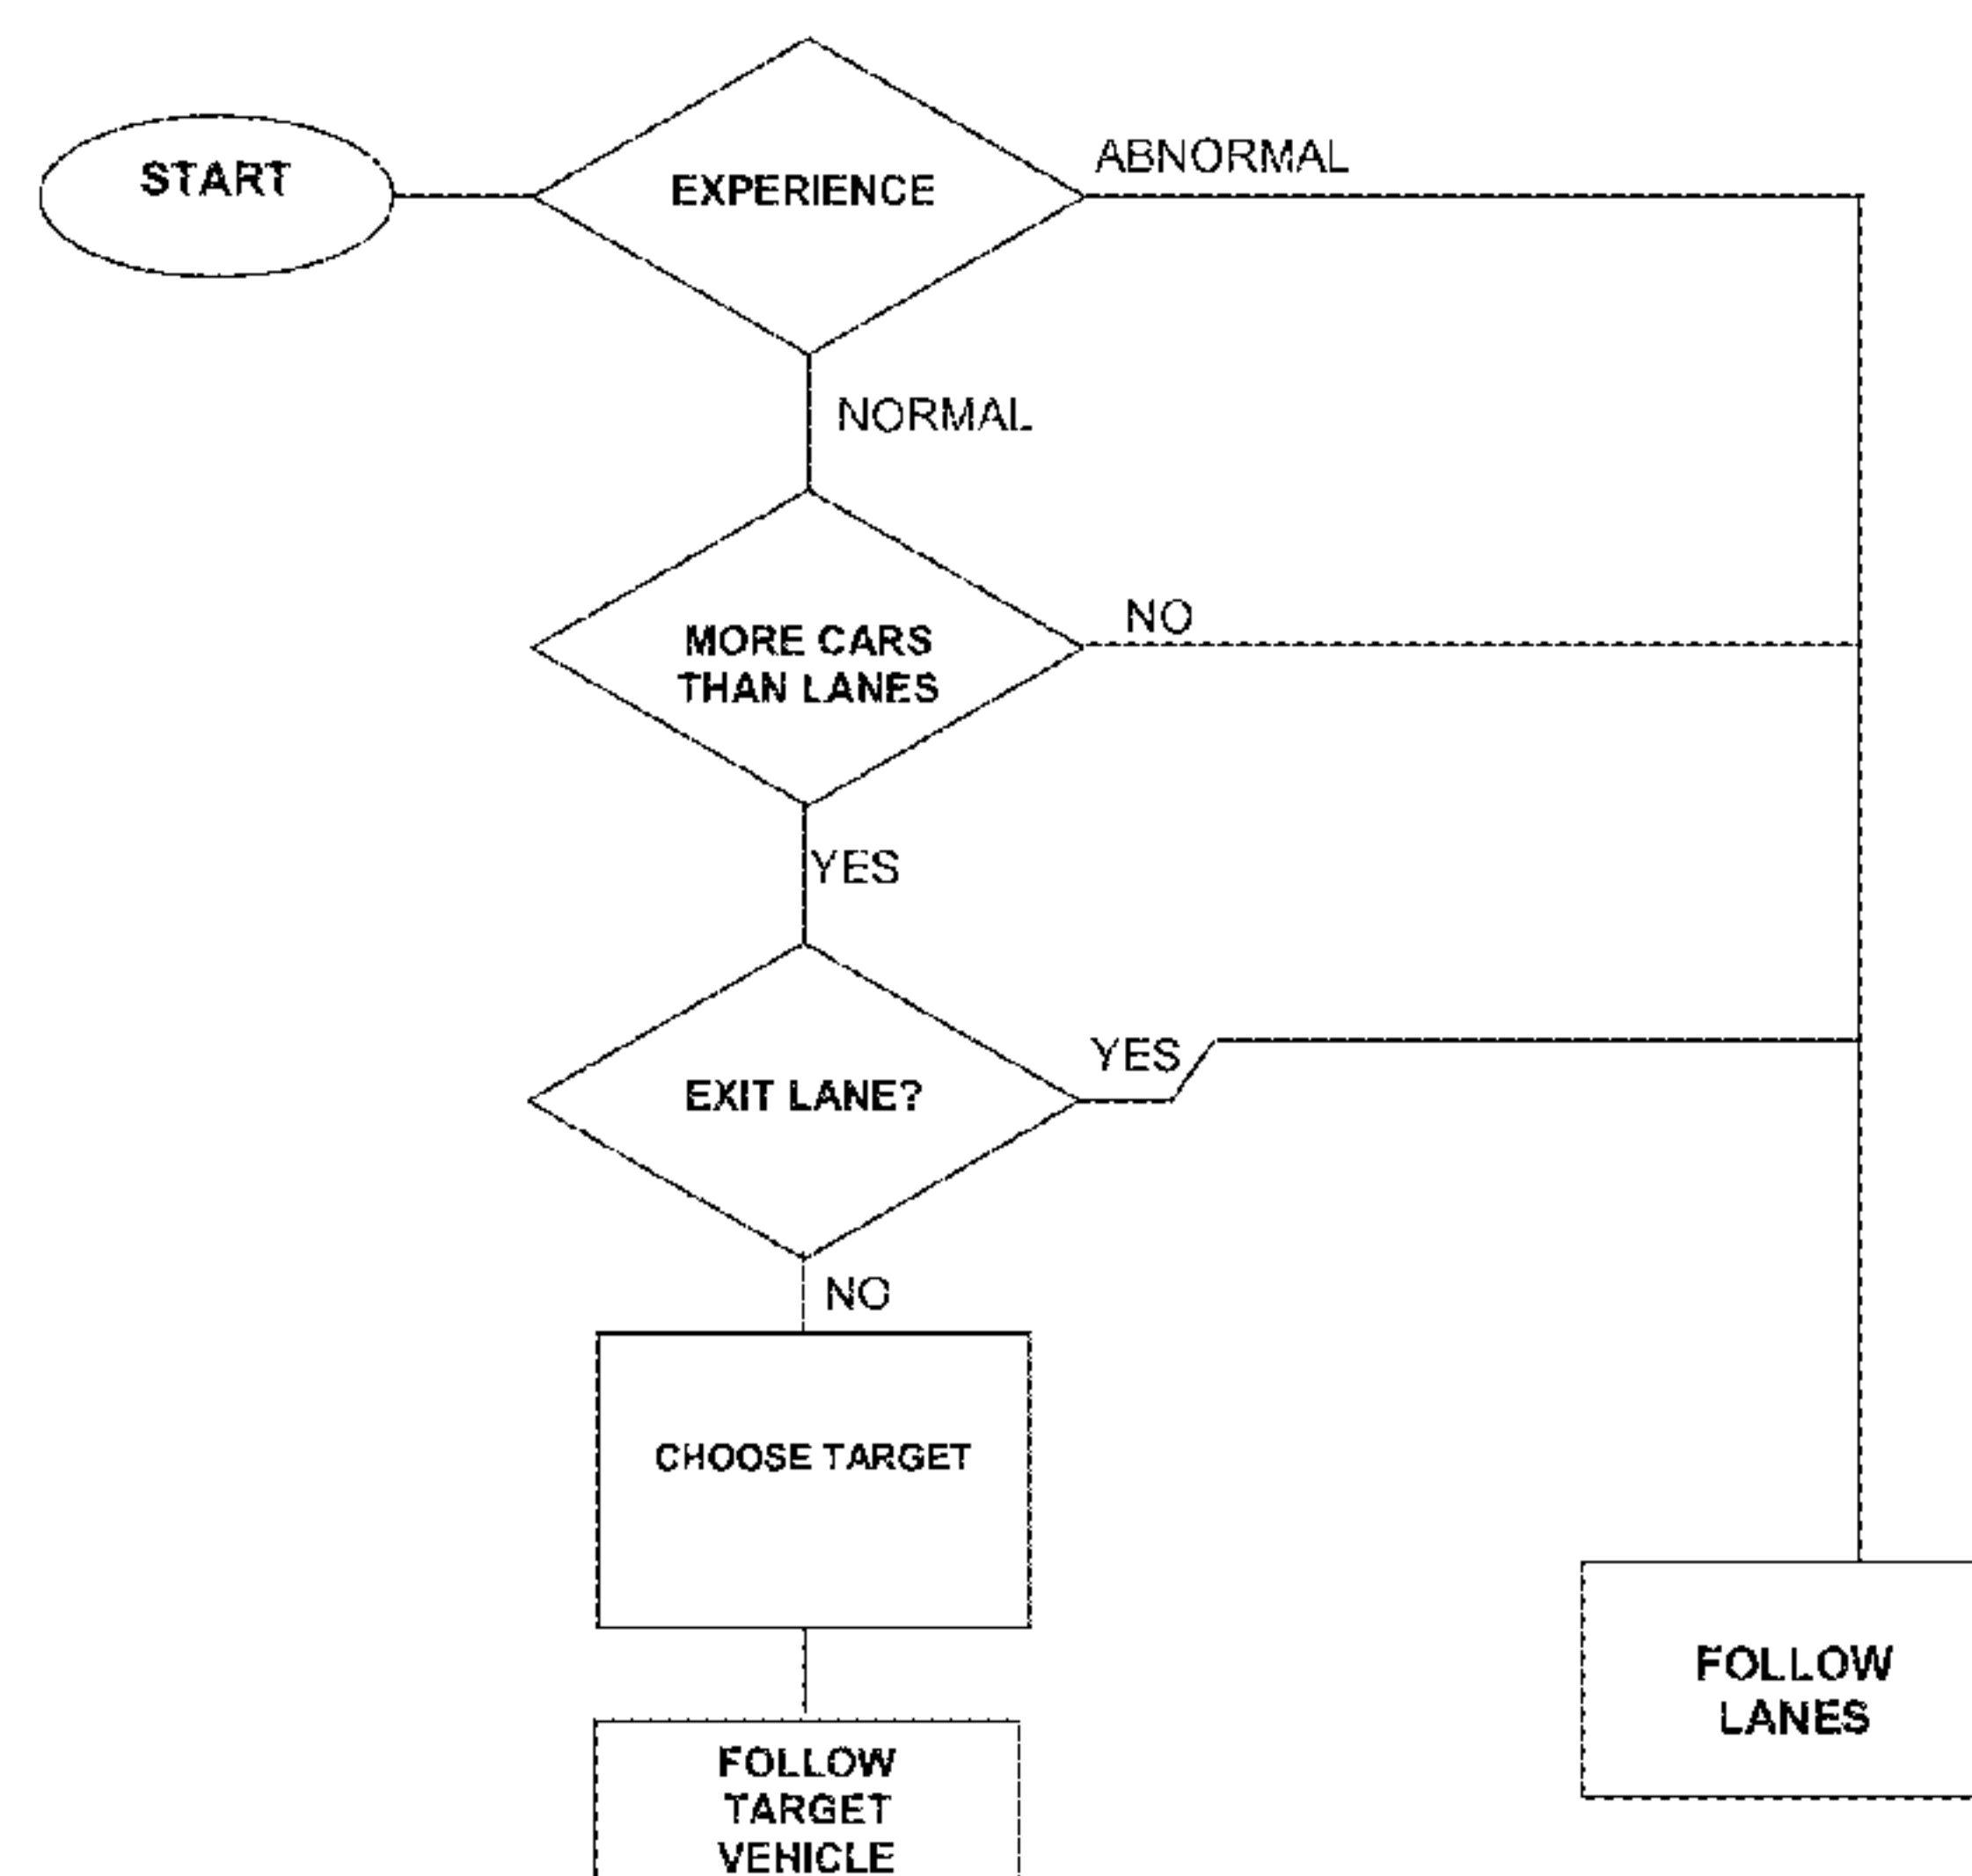 START
EXPERIENCE
ABNORMAL
NORMAL
MORE CARS
THAN LANES
NO
YES
EXIT LANE?
YES
NO
CHOOSE TARGET
FOLLOW
LANES
FOLLOW
TARGET
VEHICLE